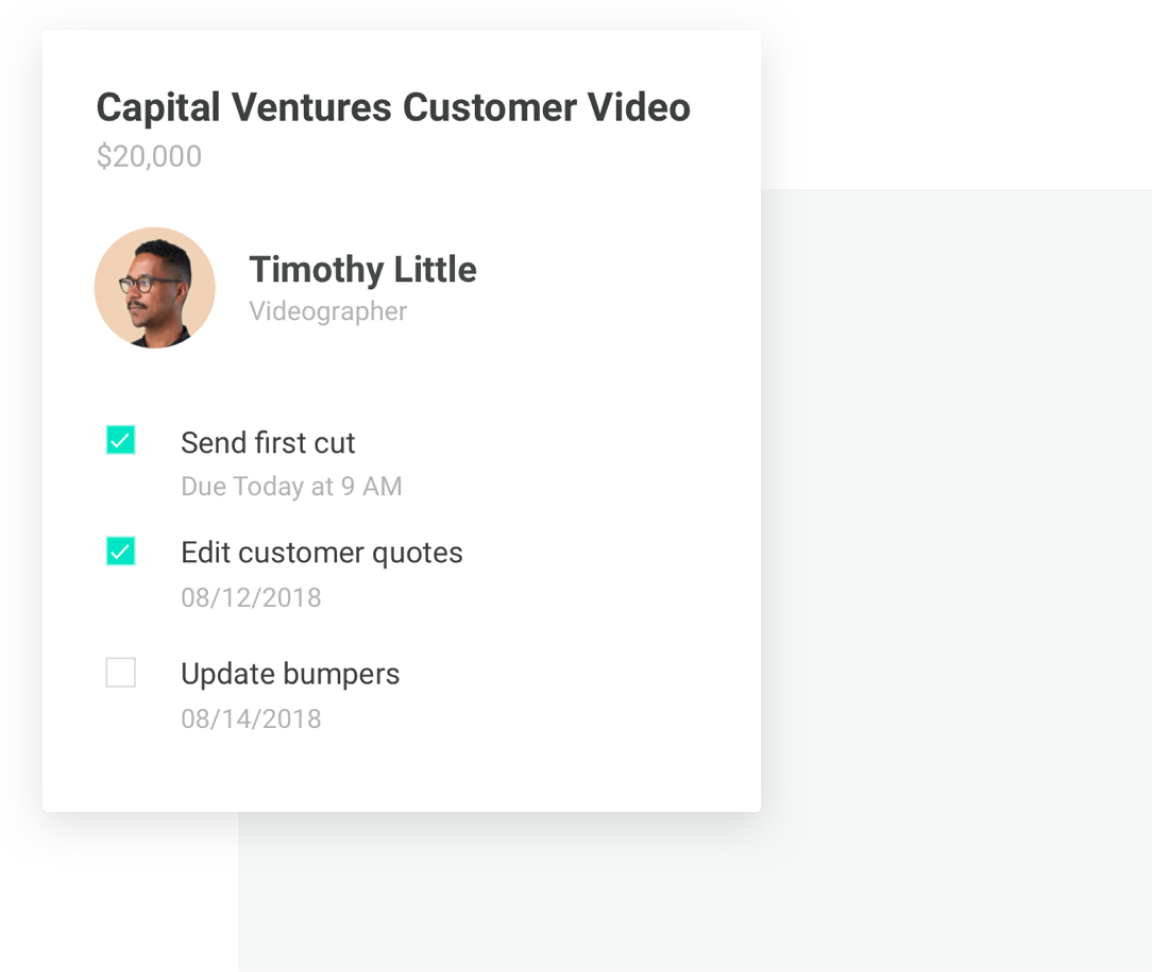 Capital Ventures Customer Video
$20,000
Timothy Little
Videographer
Send first cut
Due Today at 9 AM
Edit customer quotes
08/12/2018
Update bumpers
08/14/2018